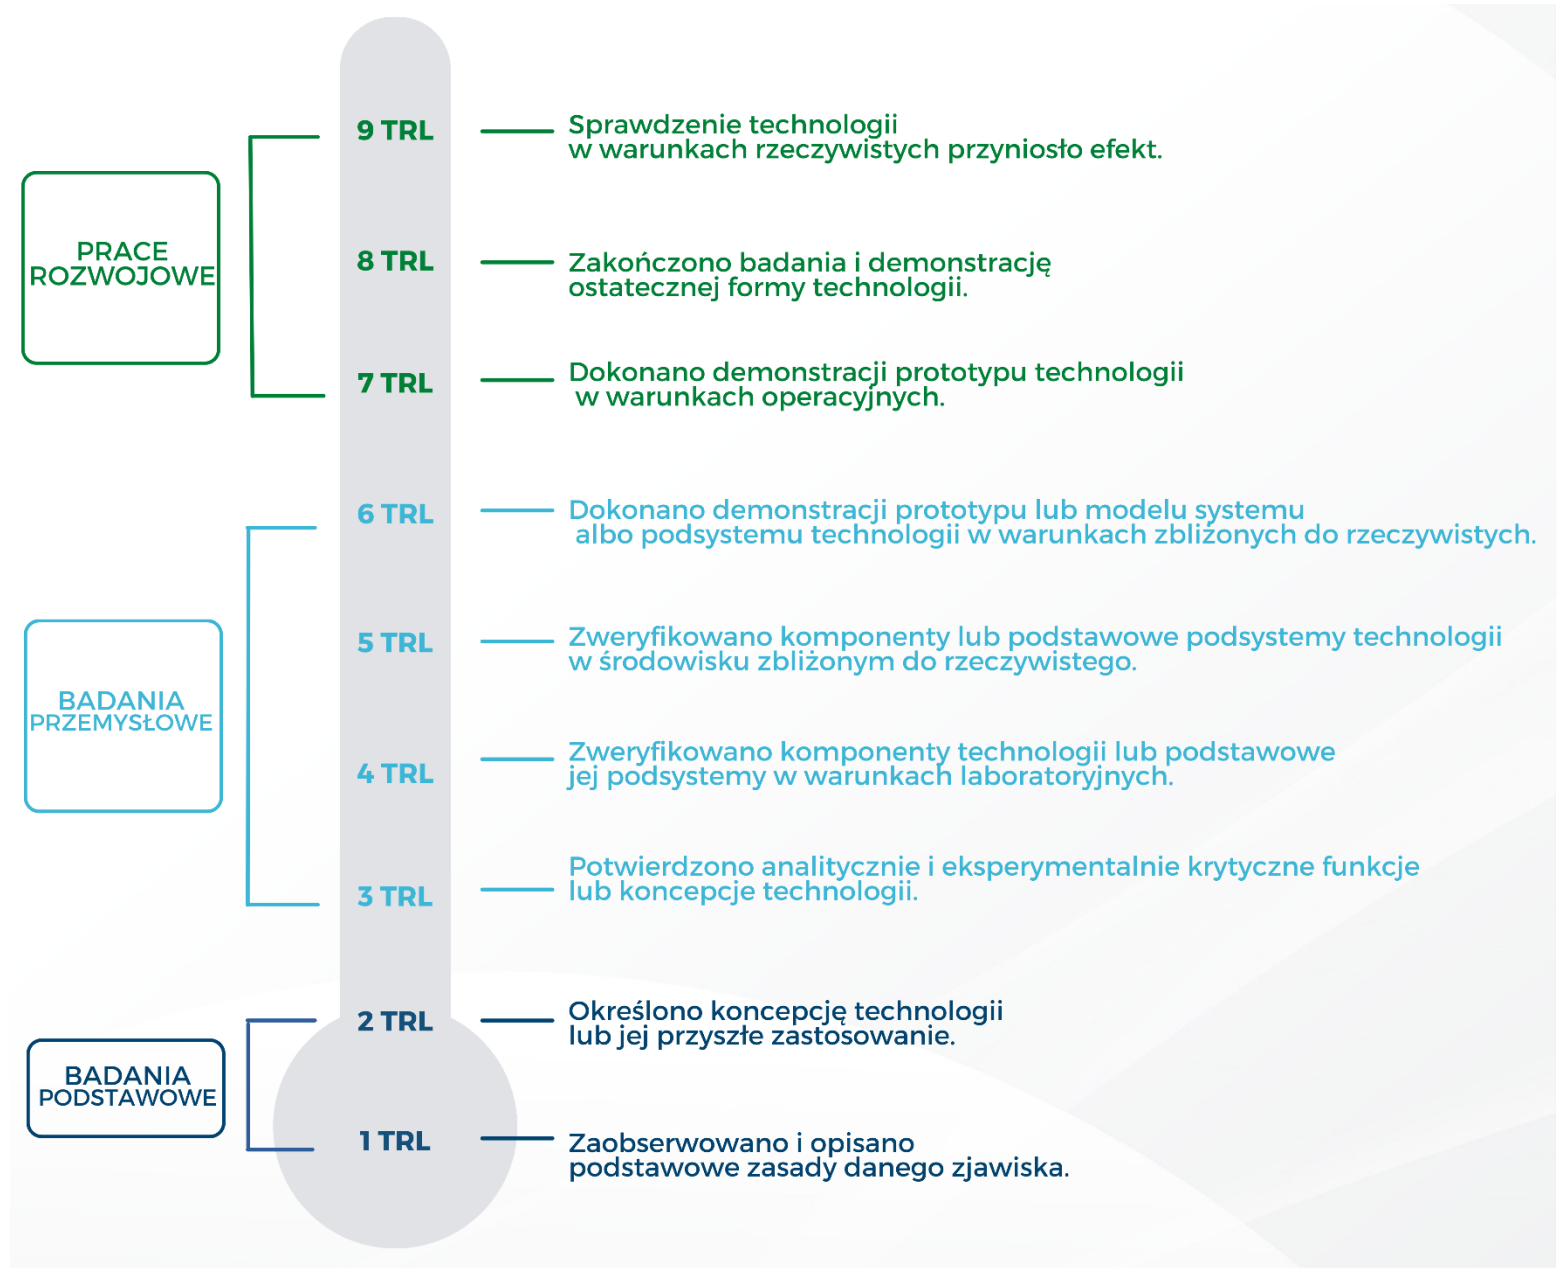 9 TRL
Sprawdzenie technologii
w warunkach rzeczywistych przyniosło efekt.
PRACE
ROZWOJOWE
8 TRL
Zakończono badania i demonstrację
ostatecznej formy technologii.
7 TRL
Dokonano demonstracji prototypu technologii
w warunkach operacyjnych.
6 TRL
Dokonano demonstracji prototypu lub modelu systemu
albo podsystemu technologii w warunkach zbliżonych do rzeczywistych.
5 TRL
Zweryfikowano komponenty lub podstawowe podsystemy technologii
w środowisku zbliżonym do rzeczywistego.
BADANIA
PRZEMYSŁOWE
4 TRL
Zweryfikowano komponenty technologii lub podstawowe
jej podsystemy w warunkach laboratoryjnych.
3 TRL
Potwierdzono analitycznie i eksperymentalnie krytyczne funkcje
lub koncepcje technologii.
2 TRL
Określono koncepcję technologii
lub jej przyszłe zastosowanie.
BADANIA
PODSTAWOWE
1 TRL
Zaobserwowano i opisano
podstawowe zasady danego zjawiska.